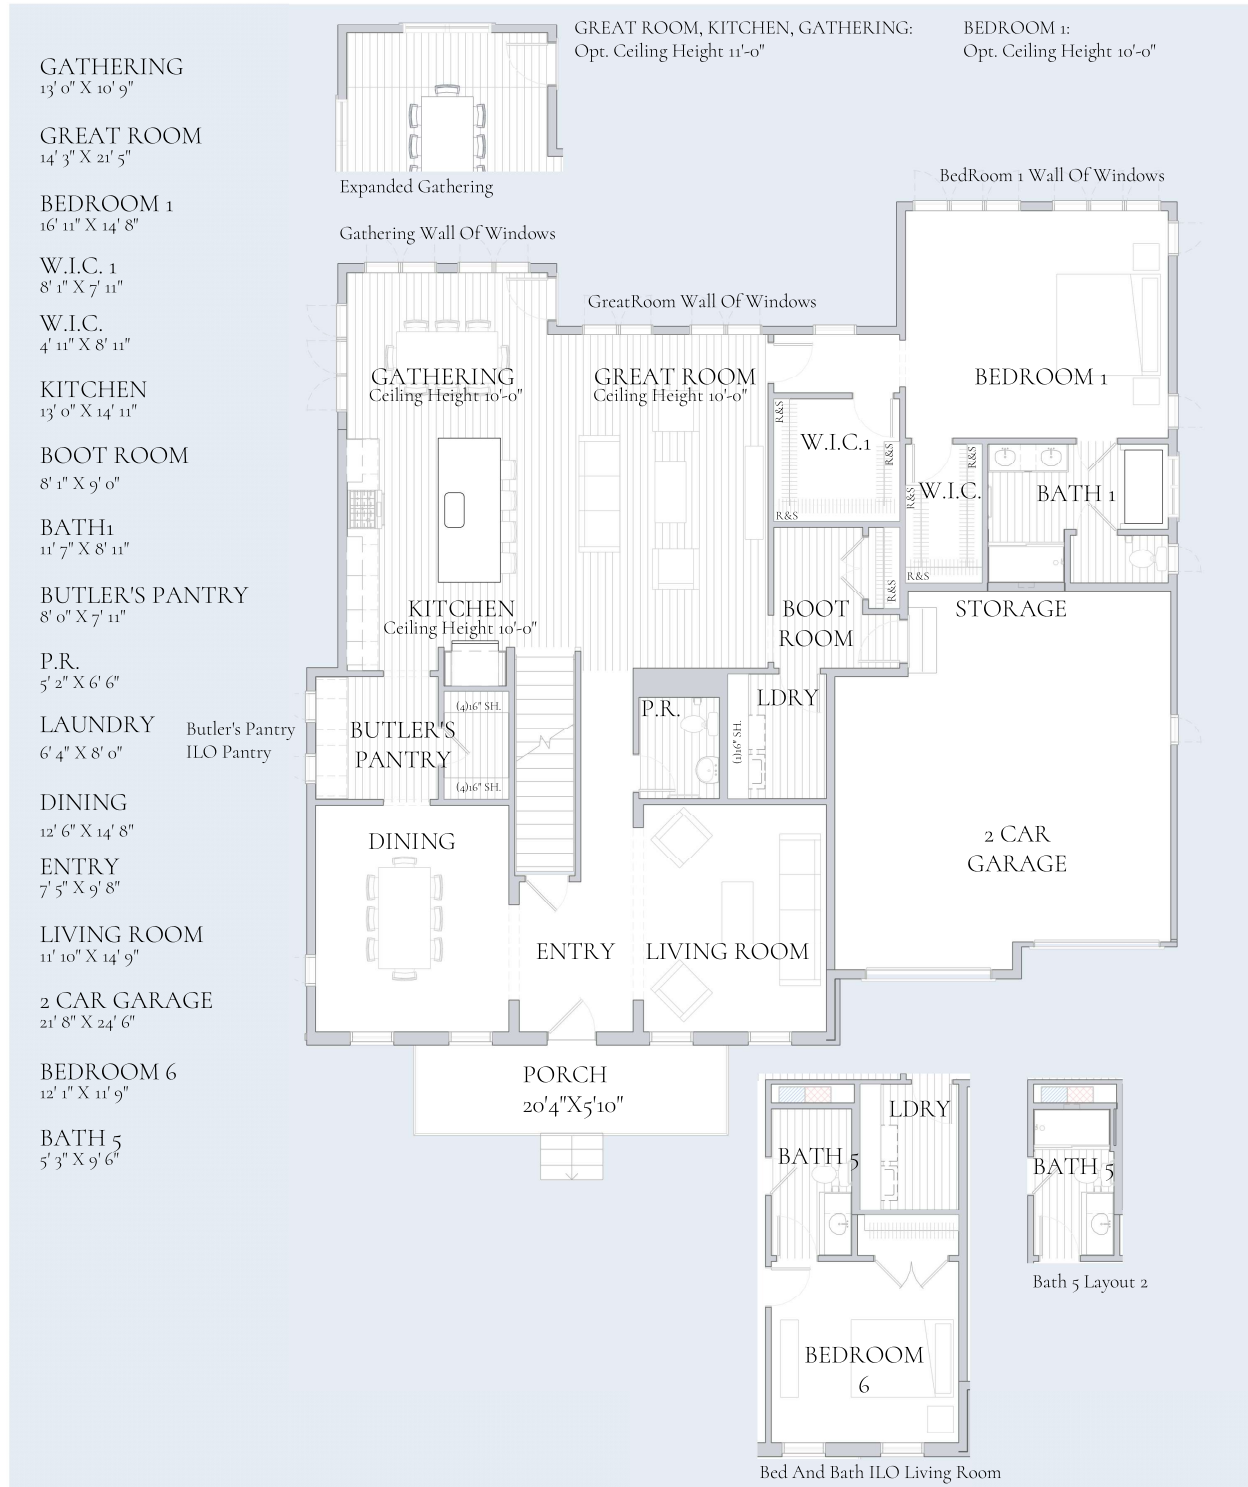 GREAT ROOM, KITCHEN, GATHERING:
Opt. Ceiling Height 11'-0"
BEDROOM 1:
Opt. Ceiling Height 10'-0"
GATHERING
13' 0" X 10' 9"
GREAT ROOM
14' 3" X 21' 5"
BEDROOM 1
16' 11" X 14' 8"
W.I.C. 1
8' 1" X 7' 11"
W.I.C.
4' 11" X 8' 11"
KITCHEN
13' 0" X 14' 11"
BOOT ROOM
8' 1" X 9' 0"
BATH1
11' 7" X 8' 11"
BUTLER'S PANTRY
8' 0" X 7' 11"
P.R.
5' 2" X 6' 6"
LAUNDRY
6' 4" X 8' 0"
DINING
12' 6" X 14' 8"
ENTRY
7' 5" X 9' 8"
LIVING ROOM
11' 10" X 14' 9"
2 CAR GARAGE
21' 8" X 24' 6"
BEDROOM 6
12' 1" X 11' 9"
BATH 5
5' 3" X 9' 6"
Expanded Gathering
Gathering Wall Of Windows
BedRoom 1 Wall Of Windows
GreatRoom Wall Of Windows
GATHERING
Ceiling Height 10'-0"
GREAT ROOM
Ceiling Height 10'-0"
BEDROOM 1
R&S
W.I.C.1
R&S
R&S
R&S
R&S
W.I.C.
R&S
BATH 1
R&S
KITCHEN
Ceiling Height 10'-0"
BOOT
ROOM
STORAGE
LDRY
P.R.
(1)16" SH.
(4)16" SH.
Butler's Pantry
ILO Pantry
BUTLER'S
PANTRY
(4)16" SH.
DINING
2 CAR
GARAGE
ENTRY
LIVING ROOM
PORCH
20'4"X5'10"
LDRY
BATH 5
BEDROOM
6
Bed And Bath ILO Living Room
BATH 5
Bath 5 Layout 2